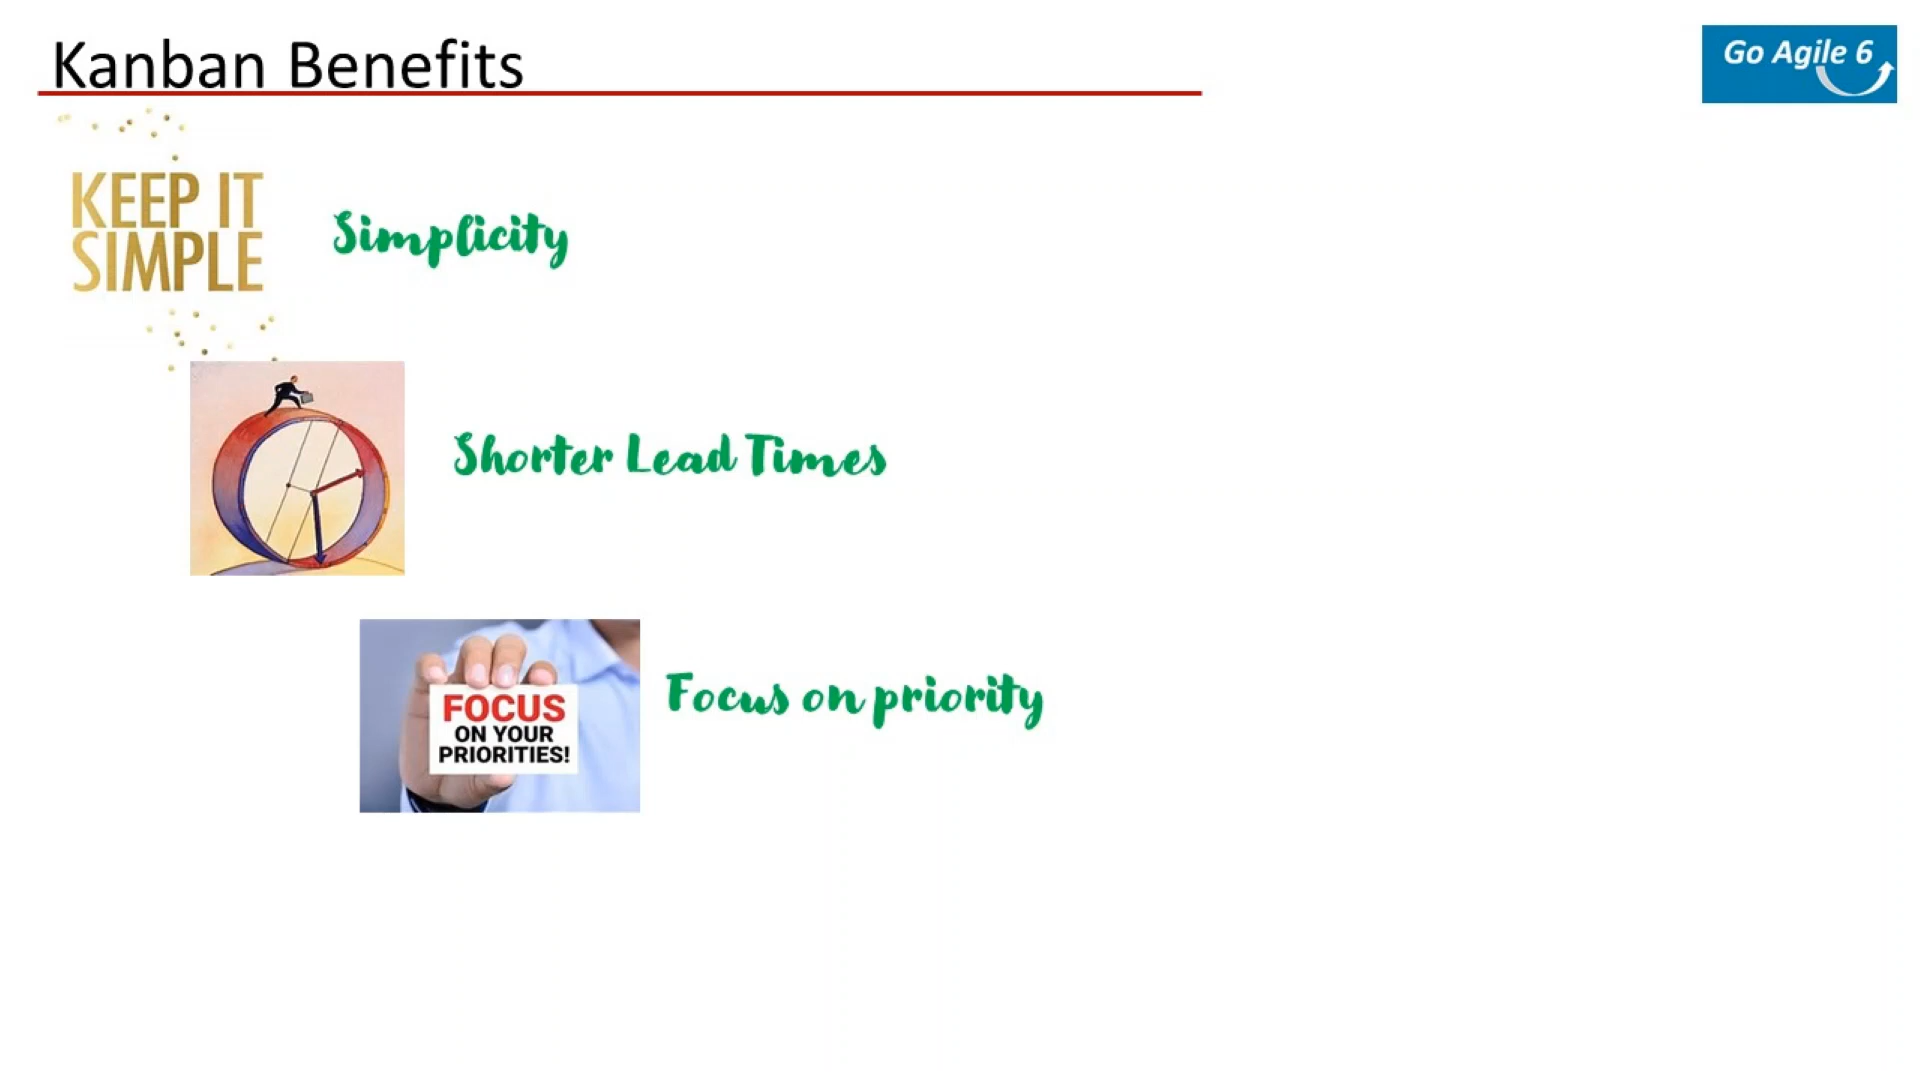 Kanban Benefits
Go Agile 6
KEEP IT
SIMPLE
Simplicity
Shorter Lead Times
FOCUS
ON YOUR
PRIORITIES!
Focus on priority